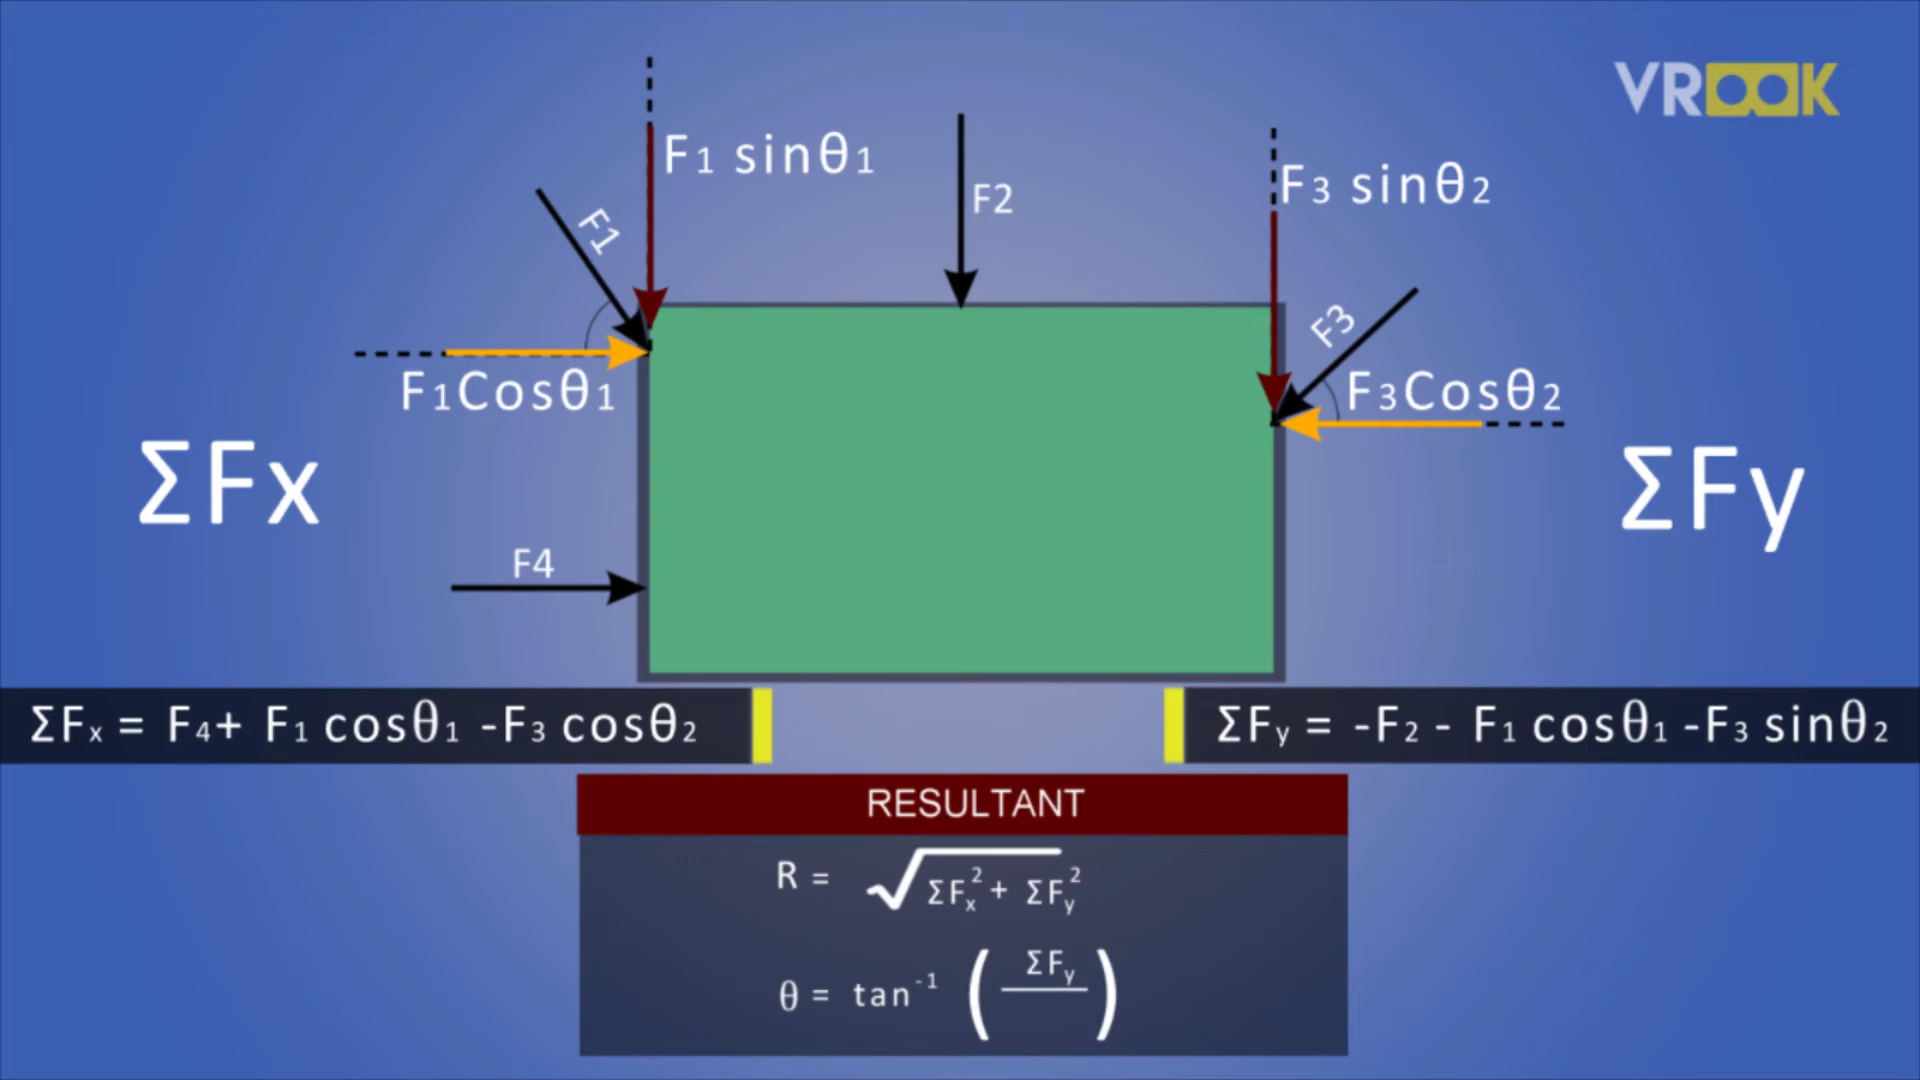 VROOK
F1 sinθ1
F1
F2
F3 sinθ2
F3
F1Cosθ1
F3Cosθ2
ΣFx
ΣFy
F4
ΣFx = F4+ F1 cosθ1 -F3 cosθ2
ΣFy = -F2 - F1 cosθ1 -F3 sinθ2
RESULTANT
R = √ΣFx² + ΣFy²
θ = tan⁻¹ (ΣFy/ )